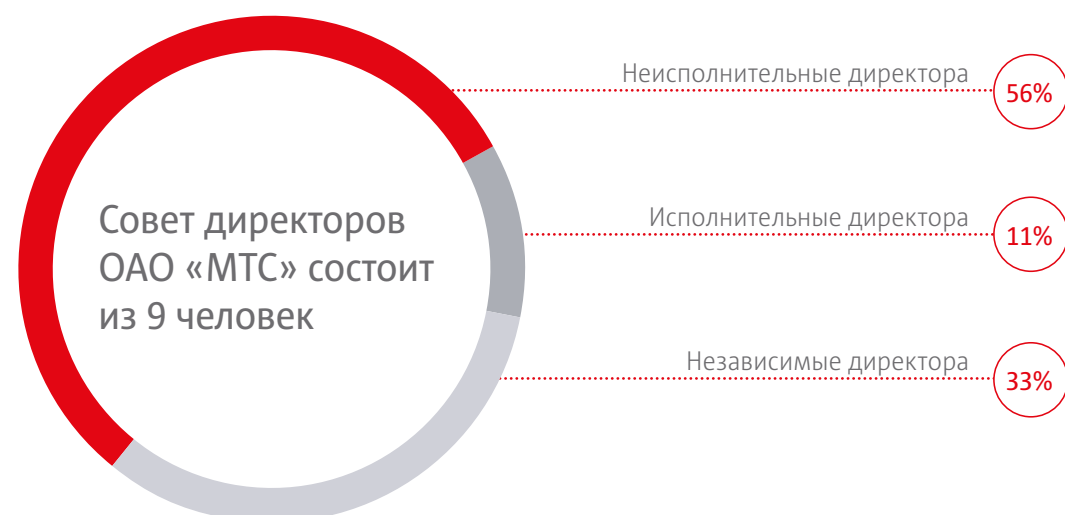 Совет директоров
ОАО «МТС» состоит
из 9 человек
Неисполнительные директора 56%
Исполнительные директора 11%
Независимые директора 33%